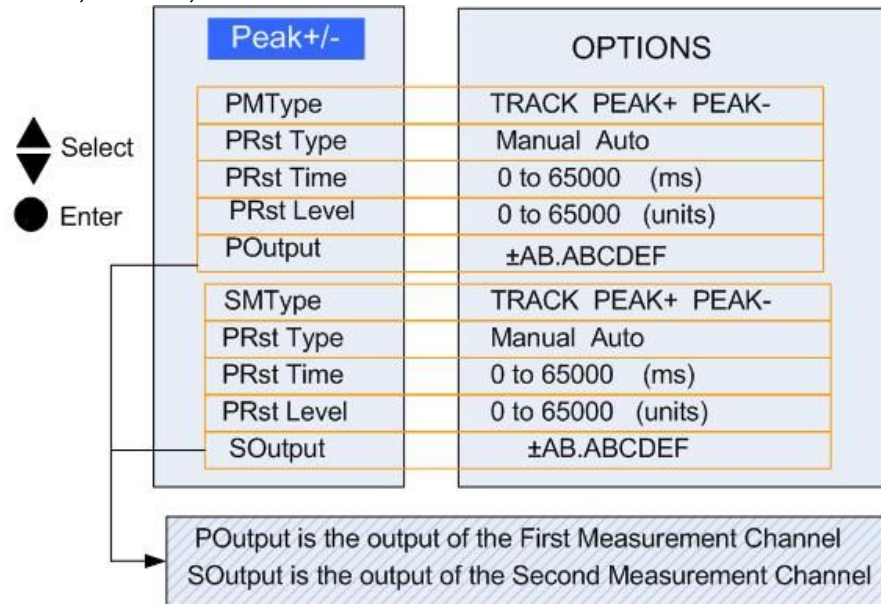 Peak+/- OPTIONS
PMType TRACK PEAK+ PEAK-
PRst Type Manual Auto
Select
PRst Time 0 to 65000 (ms)
PRst Level 0 to 65000 (units)
Enter
POutput ±AB.ABCDEF
SMType TRACK PEAK+ PEAK-
PRst Type Manual Auto
PRst Time 0 to 65000 (ms)
PRst Level 0 to 65000 (units)
SOutput ±AB.ABCDEF
POutput is the output of the First Measurement Channel
SOutput is the output of the Second Measurement Channel